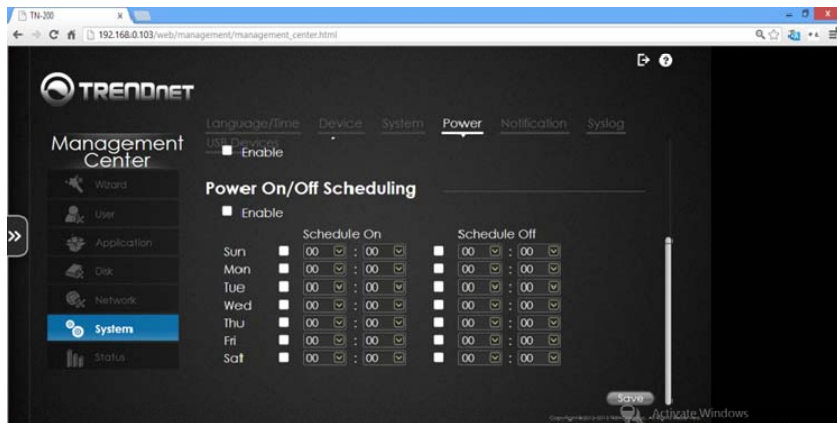 TN-200
192.168.0.103/web/management/management_center.html
TRENDNET
Language/Time Device System Power Notification Syslog
USB Devices
Management
Center
Enable
Wizard
User
Application
Disk
Network
System
Status
Power On/Off Scheduling
Enable
Schedule On Schedule Off
Sun 00 : 00 00 : 00
Mon 00 : 00 00 : 00
Tue 00 : 00 00 : 00
Wed 00 : 00 00 : 00
Thu 00 : 00 00 : 00
Fri 00 : 00 00 : 00
Sat 00 : 00 00 : 00
Save
Activate Windows